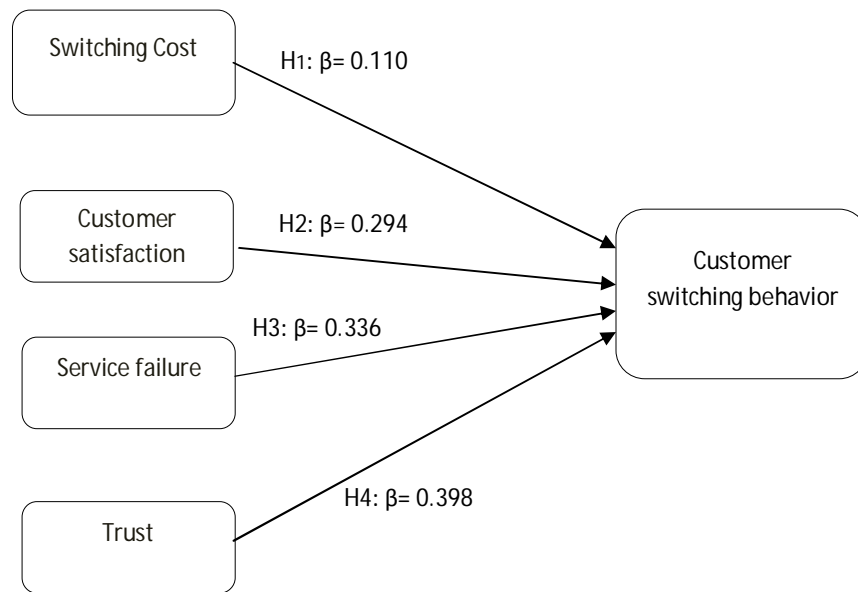 Switching Cost
H1: β= 0.110
Customer
satisfaction
H2: β= 0.294
Customer
switching behavior
Service failure
H3: β= 0.336
Trust
H4: β= 0.398